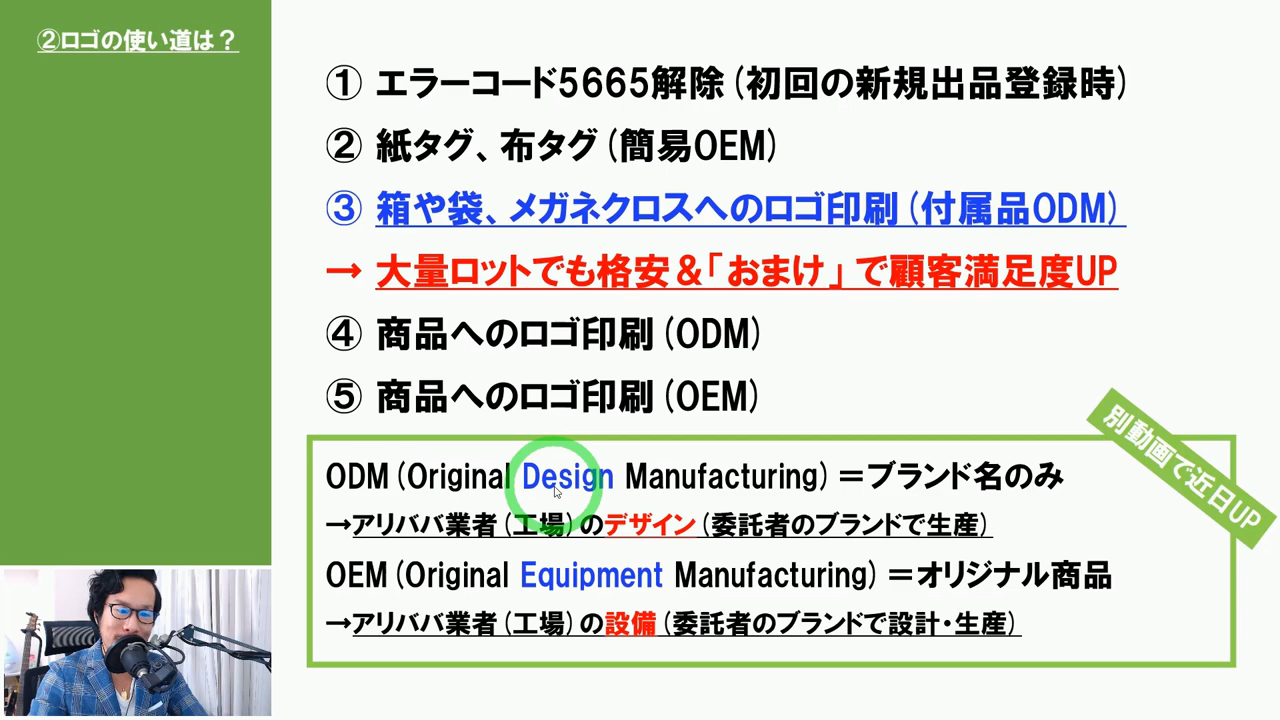 ②ロゴの使い道は？
① エラーコード5665解除(初回の新規出品登録時)
② 紙タグ、布タグ(簡易OEM)
③ 箱や袋、メガネクロスへのロゴ印刷(付属品ODM)
→ 大量ロットでも格安＆「おまけ」で顧客満足度UP
④ 商品へのロゴ印刷(ODM)
⑤ 商品へのロゴ印刷(OEM)
別動画で近日UP
ODM(Original Design Manufacturing)＝ブランド名のみ
→アリババ業者(工場)のデザイン(委託者のブランドで生産)
OEM(Original Equipment Manufacturing)＝オリジナル商品
→アリババ業者(工場)の設備(委託者のブランドで設計・生産)